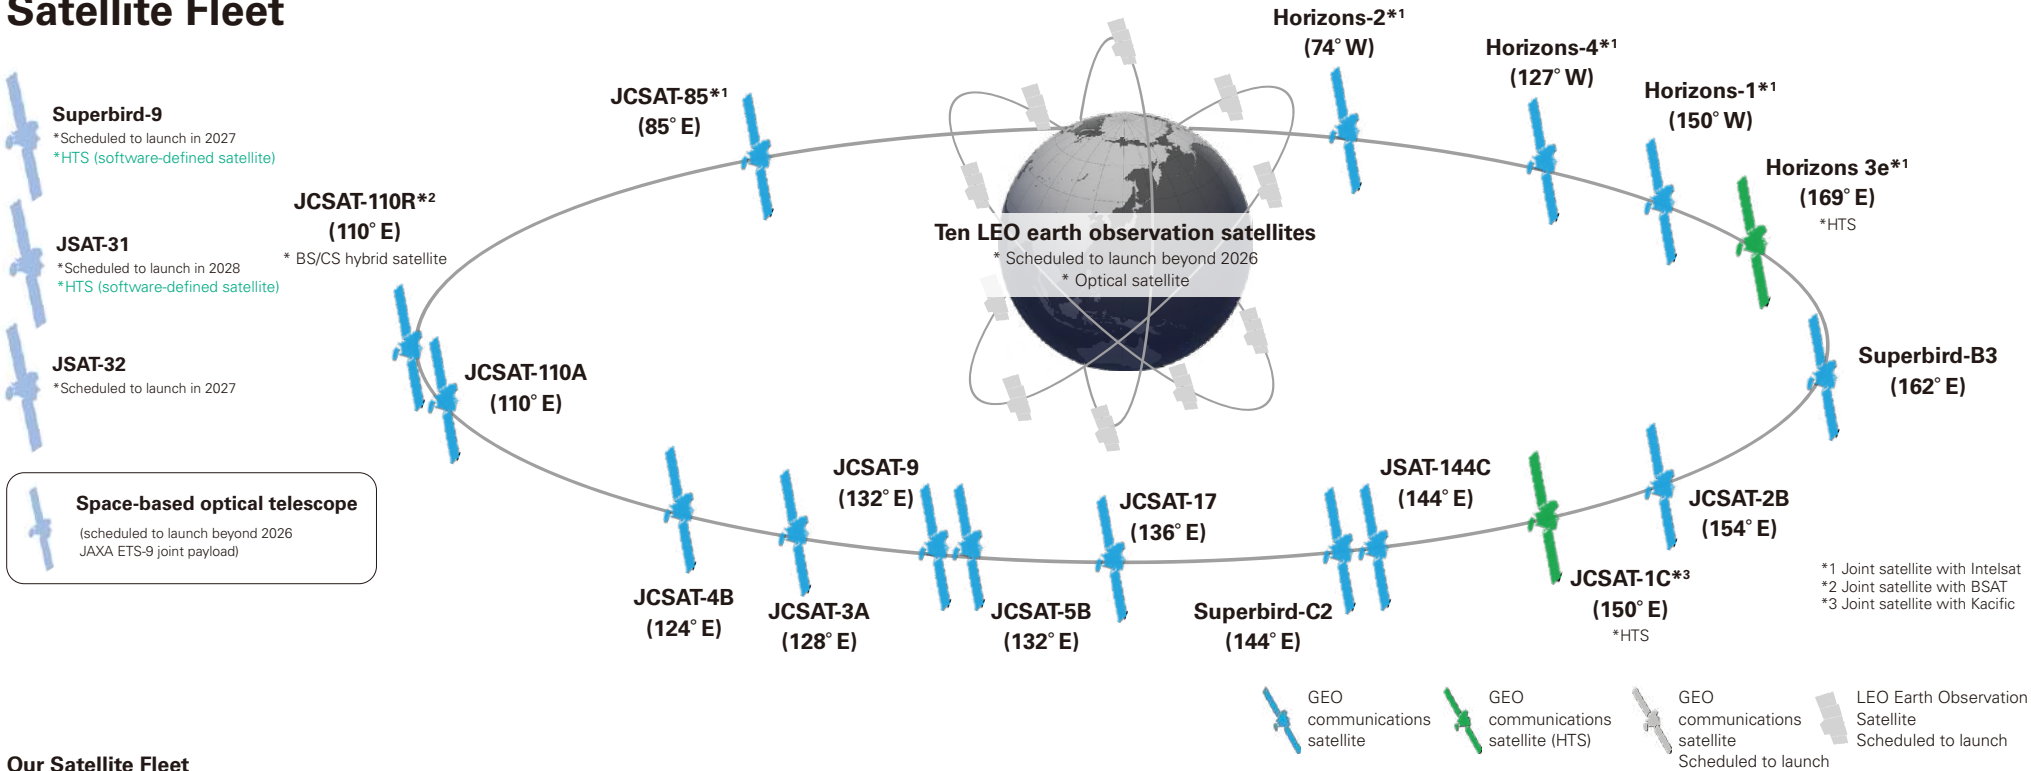 Satellite Fleet
Superbird-9
*Scheduled to launch in 2027
*HTS (software-defined satellite)
JSAT-31
*Scheduled to launch in 2028
*HTS (software-defined satellite)
JSAT-32
*Scheduled to launch in 2027
Space-based optical telescope
(scheduled to launch beyond 2026
JAXA ETS-9 joint payload)
JCSAT-110R*2
(110° E)
* BS/CS hybrid satellite
JCSAT-85*1
(85° E)
Horizons-2*1
(74° W)
Horizons-4*1
(127° W)
Horizons-1*1
(150° W)
Horizons 3e*1
(169° E)
*HTS
Ten LEO earth observation satellites
* Scheduled to launch beyond 2026
* Optical satellite
Superbird-B3
(162° E)
JCSAT-110A
(110° E)
JCSAT-4B
(124° E)
JCSAT-3A
(128° E)
JCSAT-9
(132° E)
JCSAT-5B
(132° E)
JCSAT-17
(136° E)
Superbird-C2
(144° E)
JSAT-144C
(144° E)
JCSAT-1C*3
(150° E)
*HTS
JCSAT-2B
(154° E)
*1 Joint satellite with Intelsat
*2 Joint satellite with BSAT
*3 Joint satellite with Kacific
GEO
communications
satellite
GEO
communications
satellite (HTS)
GEO
communications
satellite
Scheduled to launch
LEO Earth Observation
Satellite
Scheduled to launch
Our Satellite Fleet